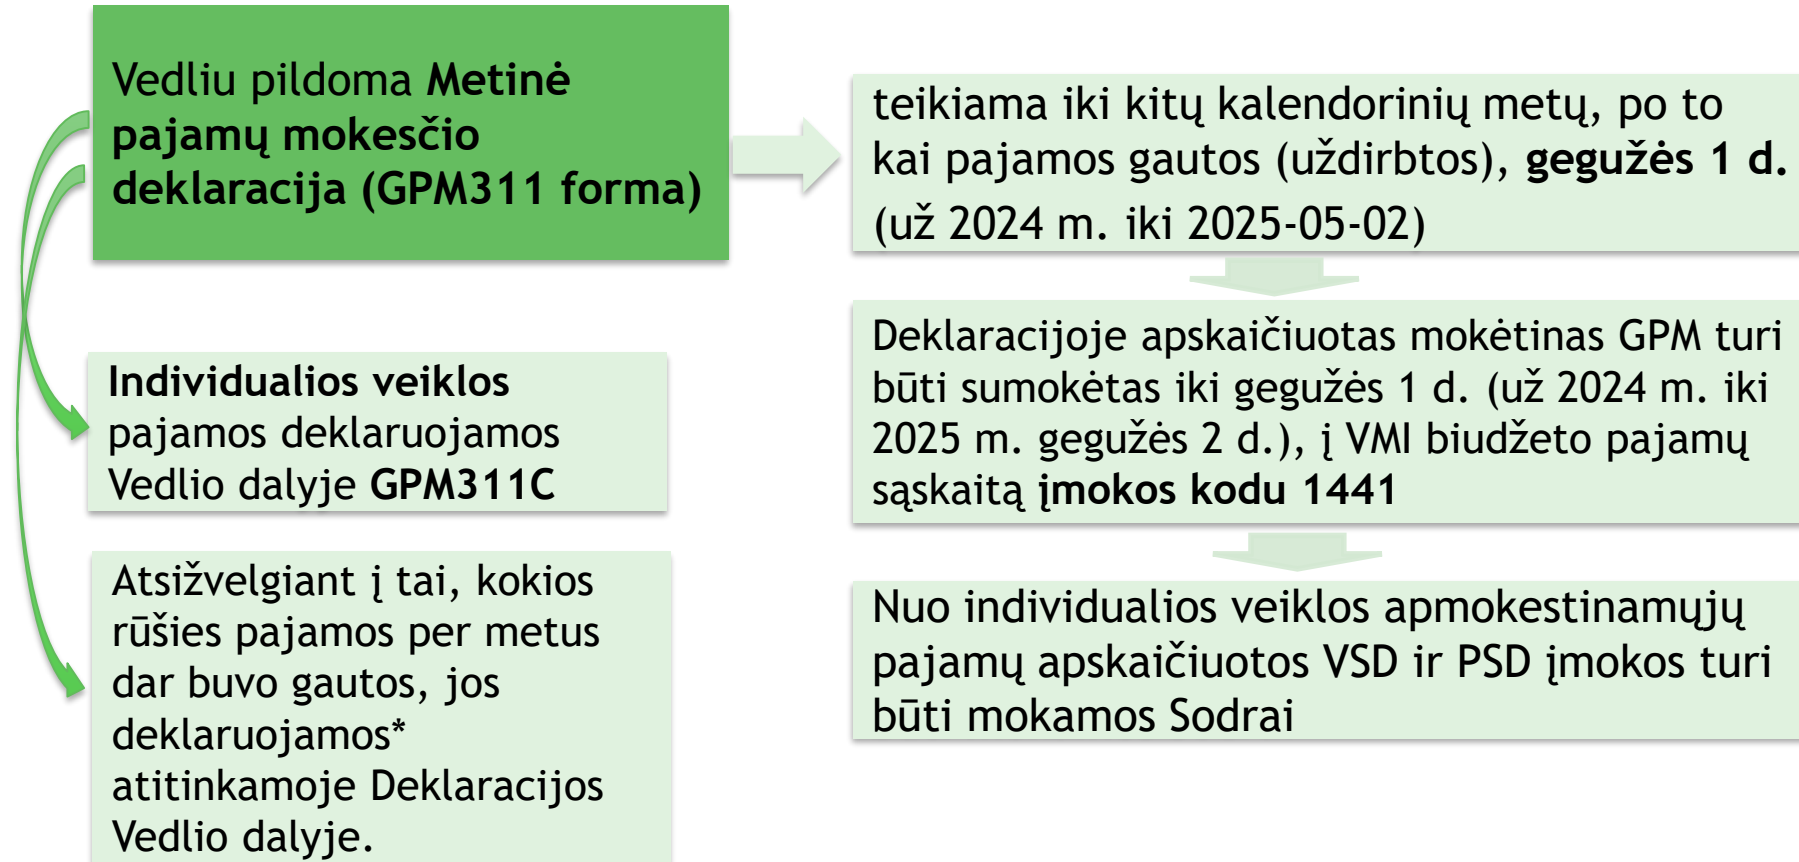 Vedliu pildoma Metinė
pajamų mokesčio
deklaracija (GPM311 forma)
Individualios veiklos
pajamos deklaruojamos
Vedlio dalyje GPM311C
Atsižvelgiant į tai, kokios
rūšies pajamos per metus
dar buvo gautos, jos
deklaruojamos*
atitinkamoje Deklaracijos
Vedlio dalyje.
teikiama iki kitų kalendorinių metų, po to
kai pajamos gautos (uždirbtos), gegužės 1 d.
(už 2024 m. iki 2025-05-02)
Deklaracijoje apskaičiuotas mokėtinas GPM turi
būti sumokėtas iki gegužės 1 d. (už 2024 m. iki
2025 m. gegužės 2 d.), į VMI biudžeto pajamų
sąskaitą įmokos kodu 1441
Nuo individualios veiklos apmokestinamųjų
pajamų apskaičiuotos VSD ir PSD įmokos turi
būti mokamos Sodrai